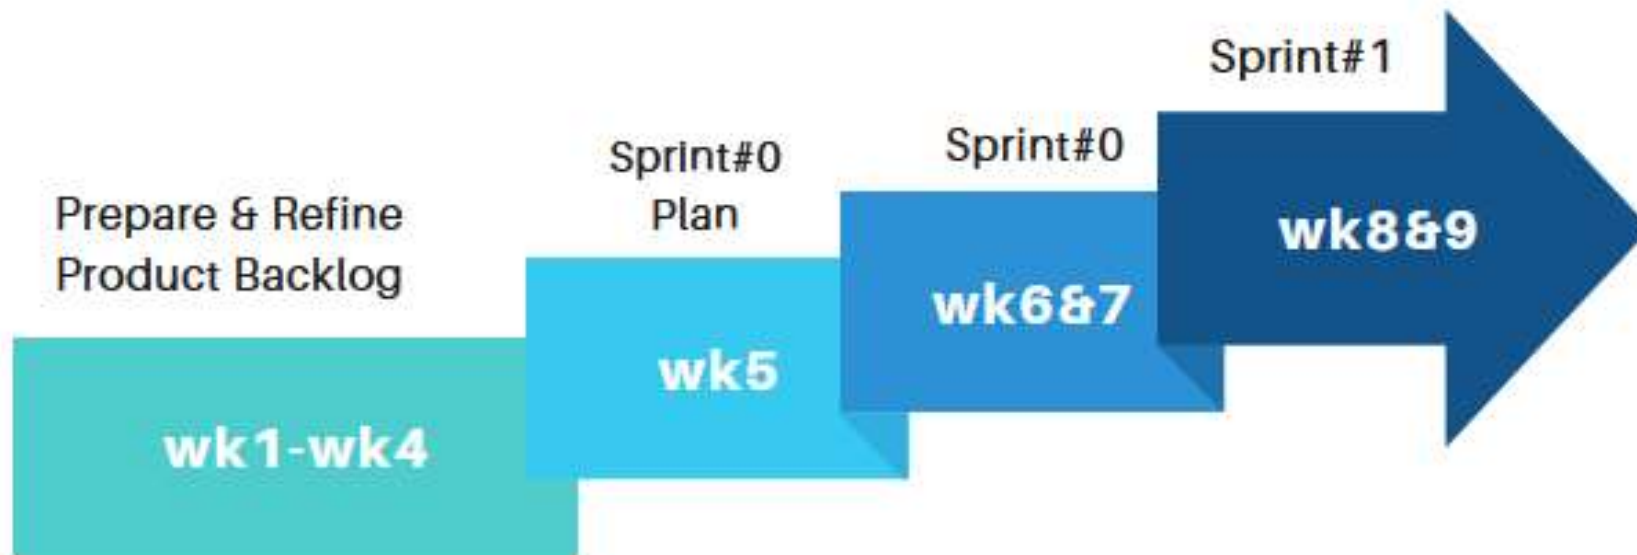 Prepare & Refine
Product Backlog
wk1-wk4
Sprint#0
Plan
wk5
Sprint#0
wk6&7
Sprint#1
wk8&9